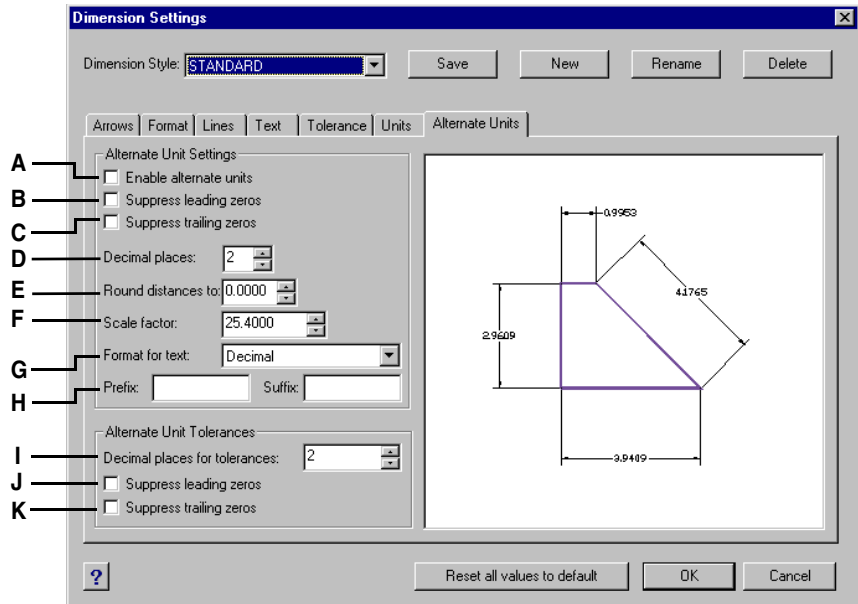 Dimension Settings
Dimension Style: STANDARD Save New Rename Delete
Arrows Format Lines Text Tolerance Units Alternate Units
Alternate Unit Settings
A Enable alternate units
B Suppress leading zeros
C Suppress trailing zeros
D Decimal places: 2
E Round distances to: 0.0000
F Scale factor: 25.4000
G Format for text: Decimal
H Prefix: Suffix:
Alternate Unit Tolerances
I Decimal places for tolerances: 2
J Suppress leading zeros
K Suppress trailing zeros
0.9953
4.1765
2.9609
3.9409
? Reset all values to default OK Cancel